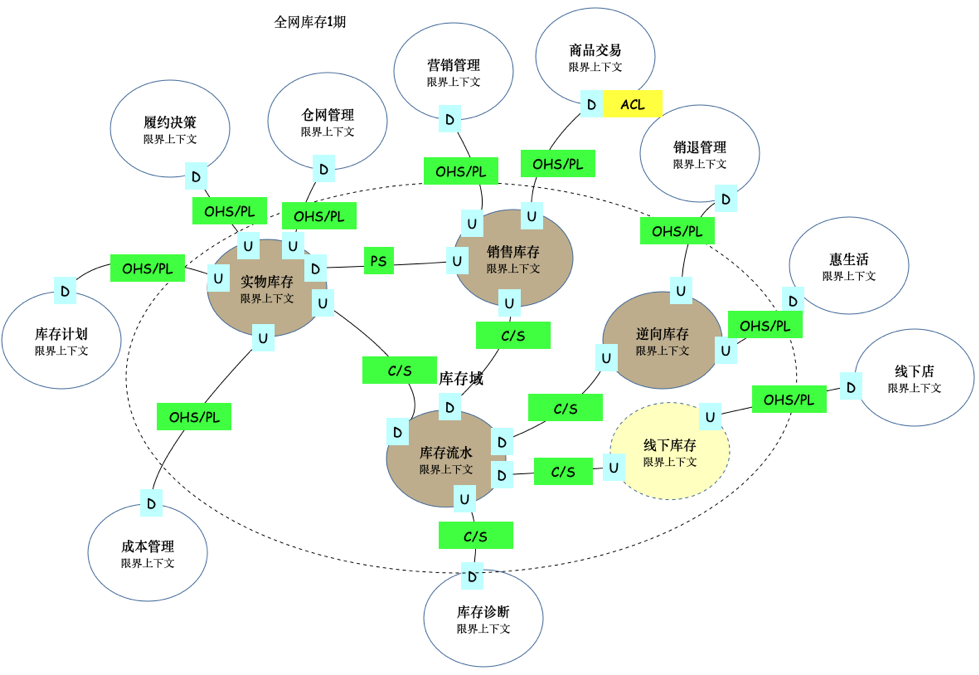 全网库存1期
营销管理
限界上下文
D
商品交易
限界上下文
D
ACL
履约决策
限界上下文
D
仓网管理
限界上下文
D
销退管理
限界上下文
D
OHS/PL
OHS/PL
OHS/PL
OHS/PL
OHS/PL
U
U
D
U
实物库存
限界上下文
U
U
PS
U
U
U
销售库存
限界上下文
U
OHS/PL
D
库存计划
限界上下文
惠生活
限界上下文
D
OHS/PL
U
逆向库存
限界上下文
U
U
C/S
C/S
库存域
线下店
限界上下文
D
OHS/PL
OHS/PL
C/S
D
D
D
D
库存流水
限界上下文
U
C/S
U
U
线下库存
限界上下文
D
成本管理
限界上下文
C/S
D
库存诊断
限界上下文